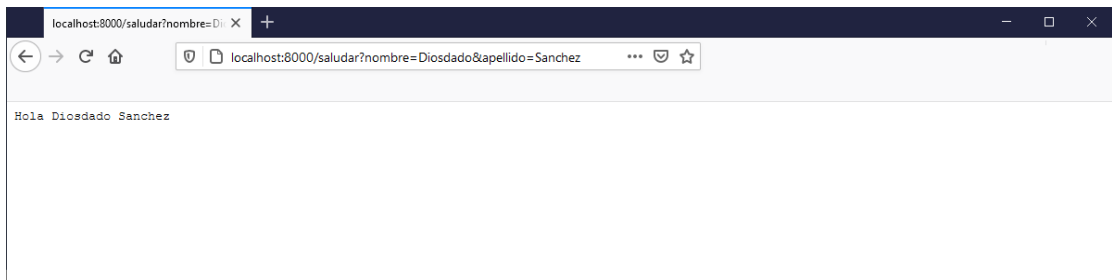 localhost:8000/saludar?nombre=Di
localhost:8000/saludar?nombre=Diosdado&apellido=Sanchez
Hola Diosdado Sanchez